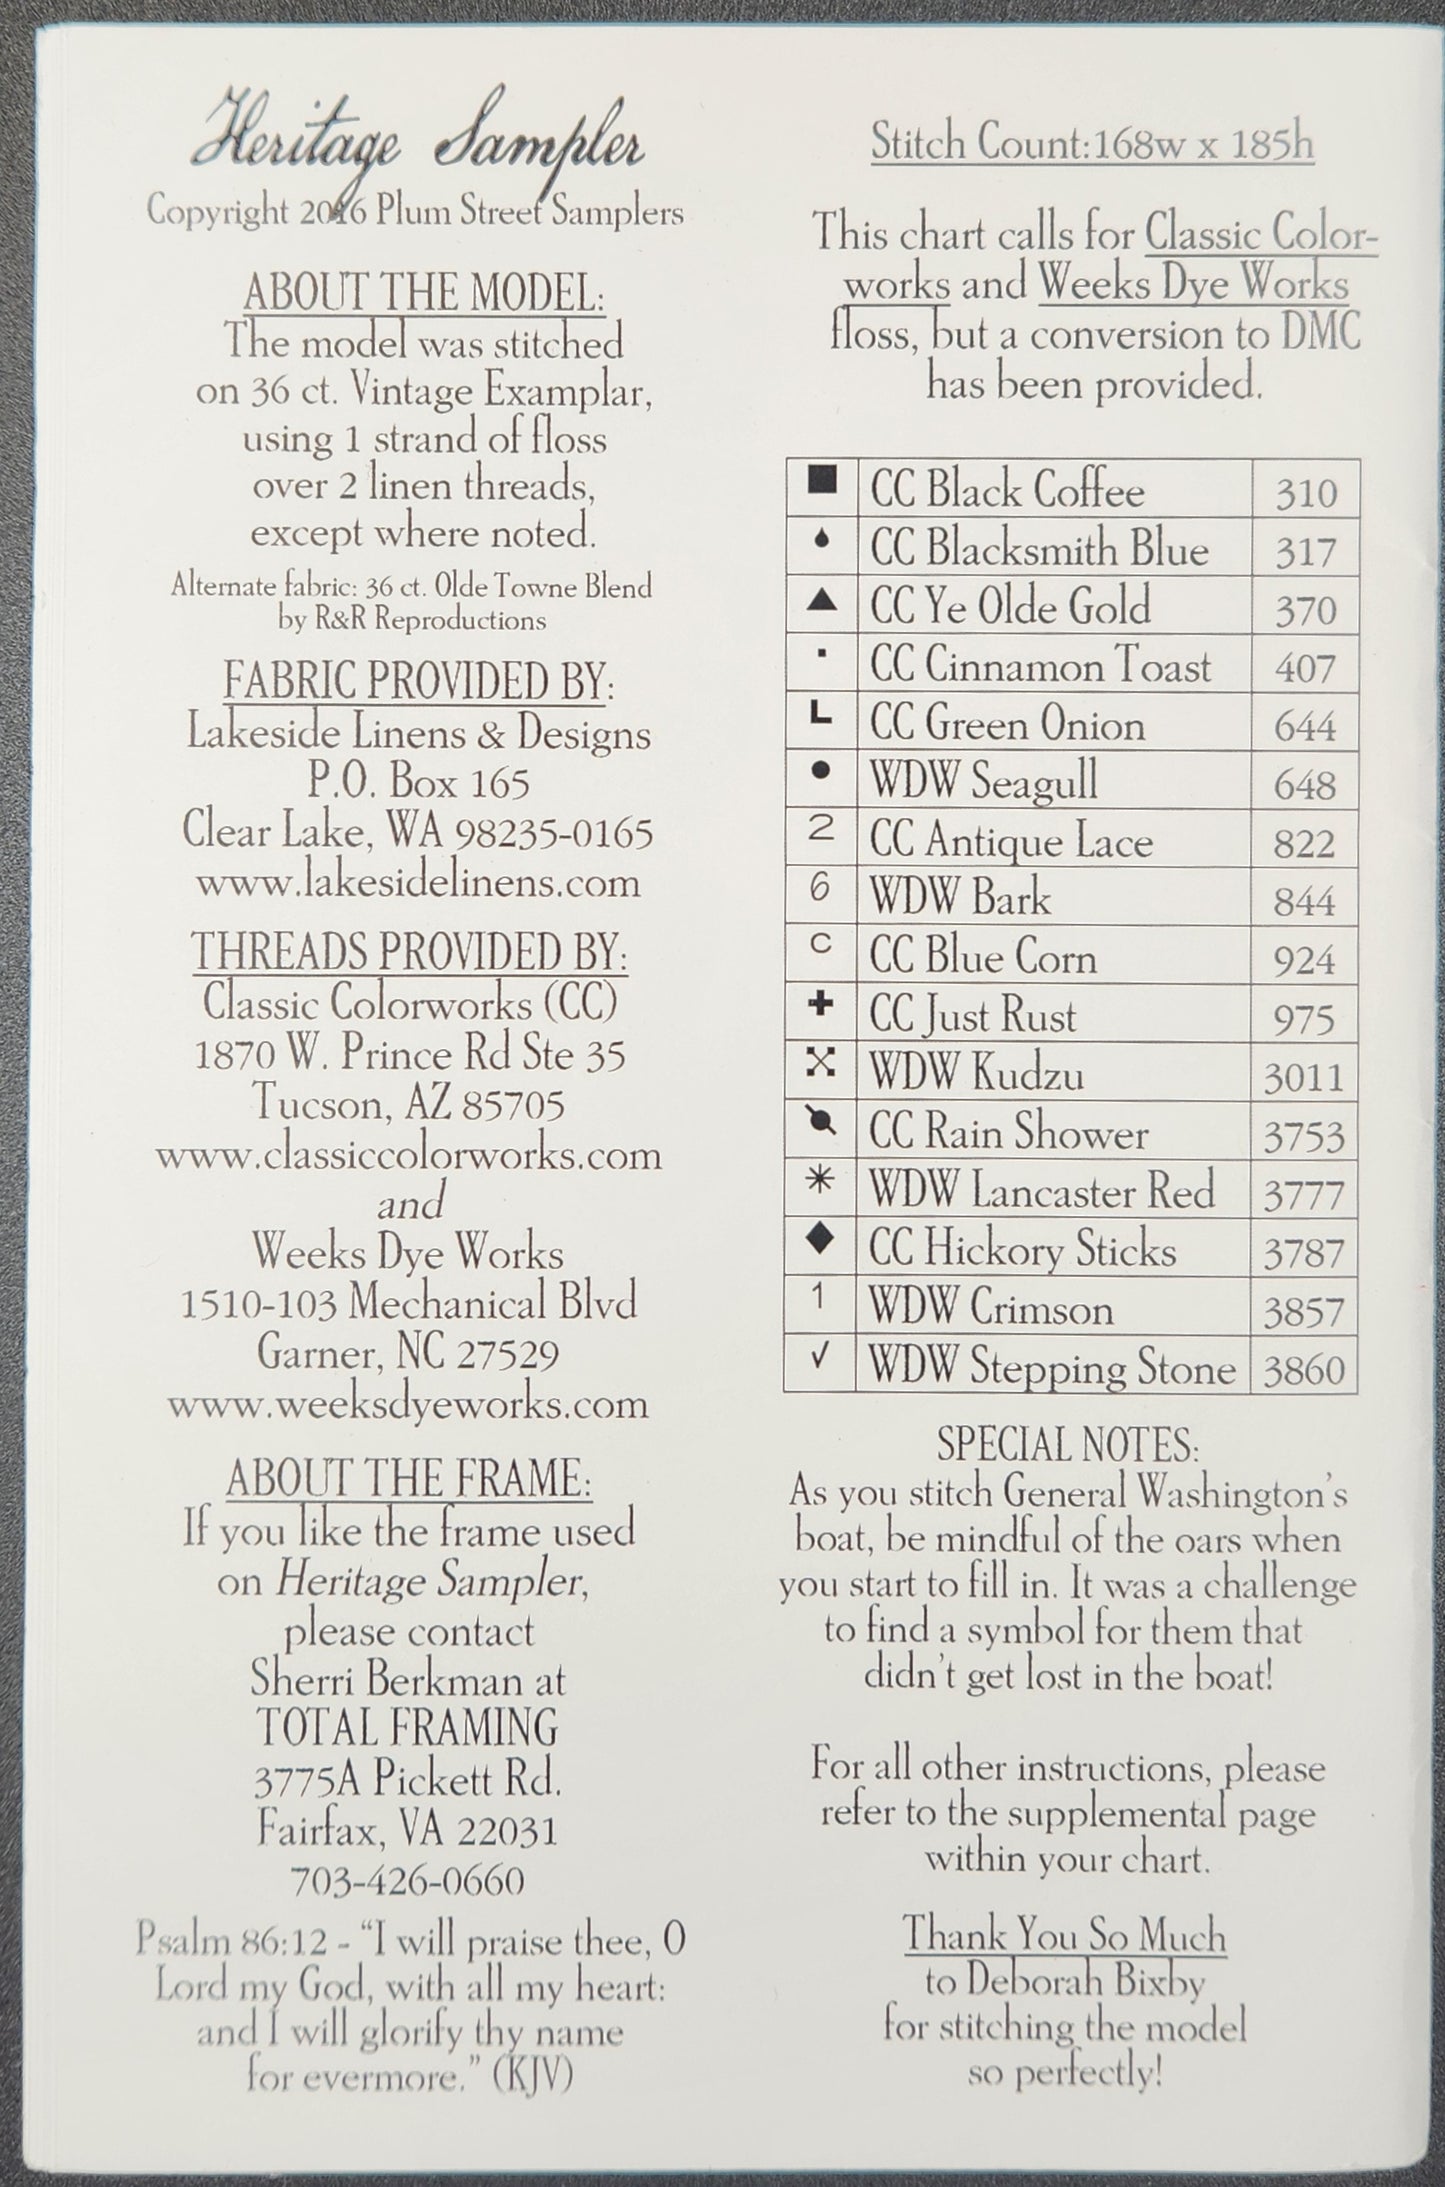 Heritage Sampler
Copyright 2016 Plum Street Samplers
ABOUT THE MODEL:
The model was stitched
on 36 ct. Vintage Examplar,
using 1 strand of floss
over 2 linen threads,
except where noted.
Alternate fabric: 36 ct. Olde Towne Blend
by R&R Reproductions
FABRIC PROVIDED BY:
Lakeside Linens & Designs
P.O. Box 165
Clear Lake, WA 98235-0165
www.lakesidelinens.com
THREADS PROVIDED BY:
Classic Colorworks (CC)
1870 W. Prince Rd Ste 35
Tucson, AZ 85705
www.classiccolorworks.com
and
Weeks Dye Works
1510-103 Mechanical Blvd
Garner, NC 27529
www.weeksdyeworks.com
ABOUT THE FRAME:
If you like the frame used
on Heritage Sampler,
please contact
Sherri Berkman at
TOTAL FRAMING
3775A Pickett Rd.
Fairfax, VA 22031
703-426-0660
Psalm 86:12 - “I will praise thee, O
Lord my God, with all my heart:
and I will glorify thy name
for evermore.” (KJV)
Stitch Count:168w x 185h
This chart calls for Classic Color-
works and Weeks Dye Works
floss, but a conversion to DMC
has been provided.
■ CC Black Coffee 310
CC Blacksmith Blue 317
▲ CC Ye Olde Gold 370
▪ CC Cinnamon Toast 407
L CC Green Onion 644
● WDW Seagull 648
2 CC Antique Lace 822
6 WDW Bark 844
c CC Blue Corn 924
✚ CC Just Rust 975
WDW Kudzu 3011
CC Rain Shower 3753
✳ WDW Lancaster Red 3777
◆ CC Hickory Sticks 3787
1 WDW Crimson 3857
√ WDW Stepping Stone 3860
SPECIAL NOTES:
As you stitch General Washington's
boat, be mindful of the oars when
you start to fill in. It was a challenge
to find a symbol for them that
didn't get lost in the boat!
For all other instructions, please
refer to the supplemental page
within your chart.
Thank You So Much
to Deborah Bixby
for stitching the model
so perfectly!